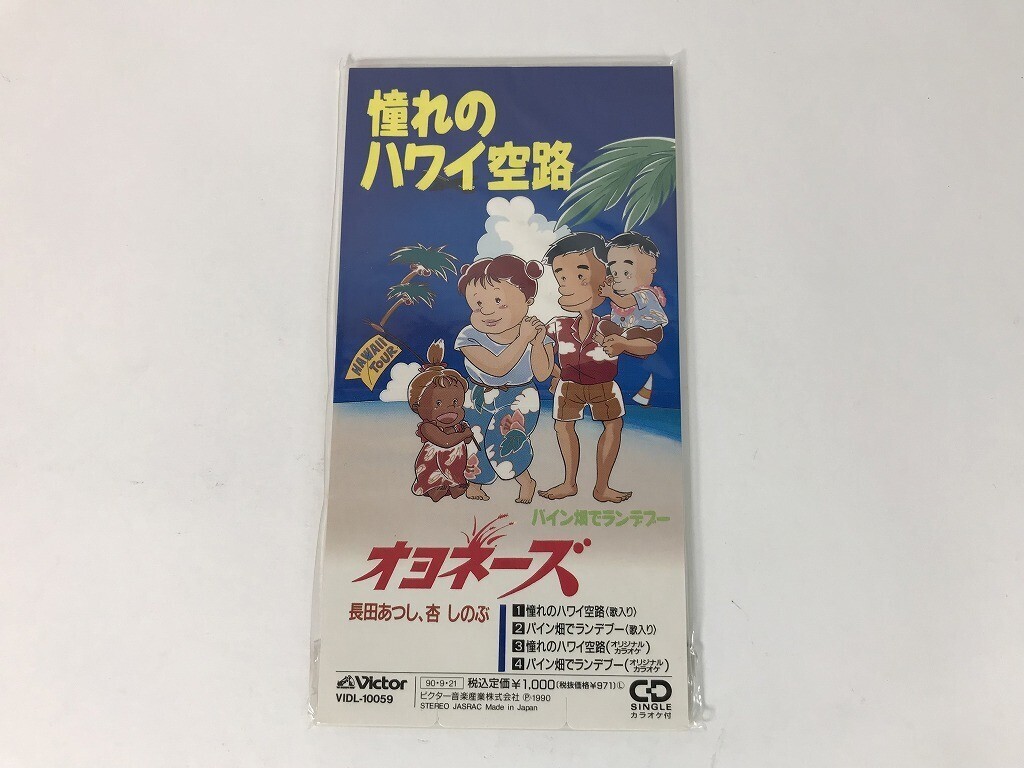 憧れの
ハワイ空路
HAWAII
TOUR
パイン畑でランデブー
オヨネーズ
長田あつし、杏 しのぶ
1 憧れのハワイ空路〈歌入り〉
2 パイン畑でランデブー〈歌入り〉
3 憧れのハワイ空路(オリジナルカラオケ)
4 パイン畑でランデブー(オリジナルカラオケ)
Victor
VIDL-10059
90・9・21 税込定価¥1,000(税抜価格¥971)Ⓛ
ビクター音楽産業株式会社 Ⓟ1990
STEREO JASRAC Made in Japan
CD
SINGLE
カラオケ付